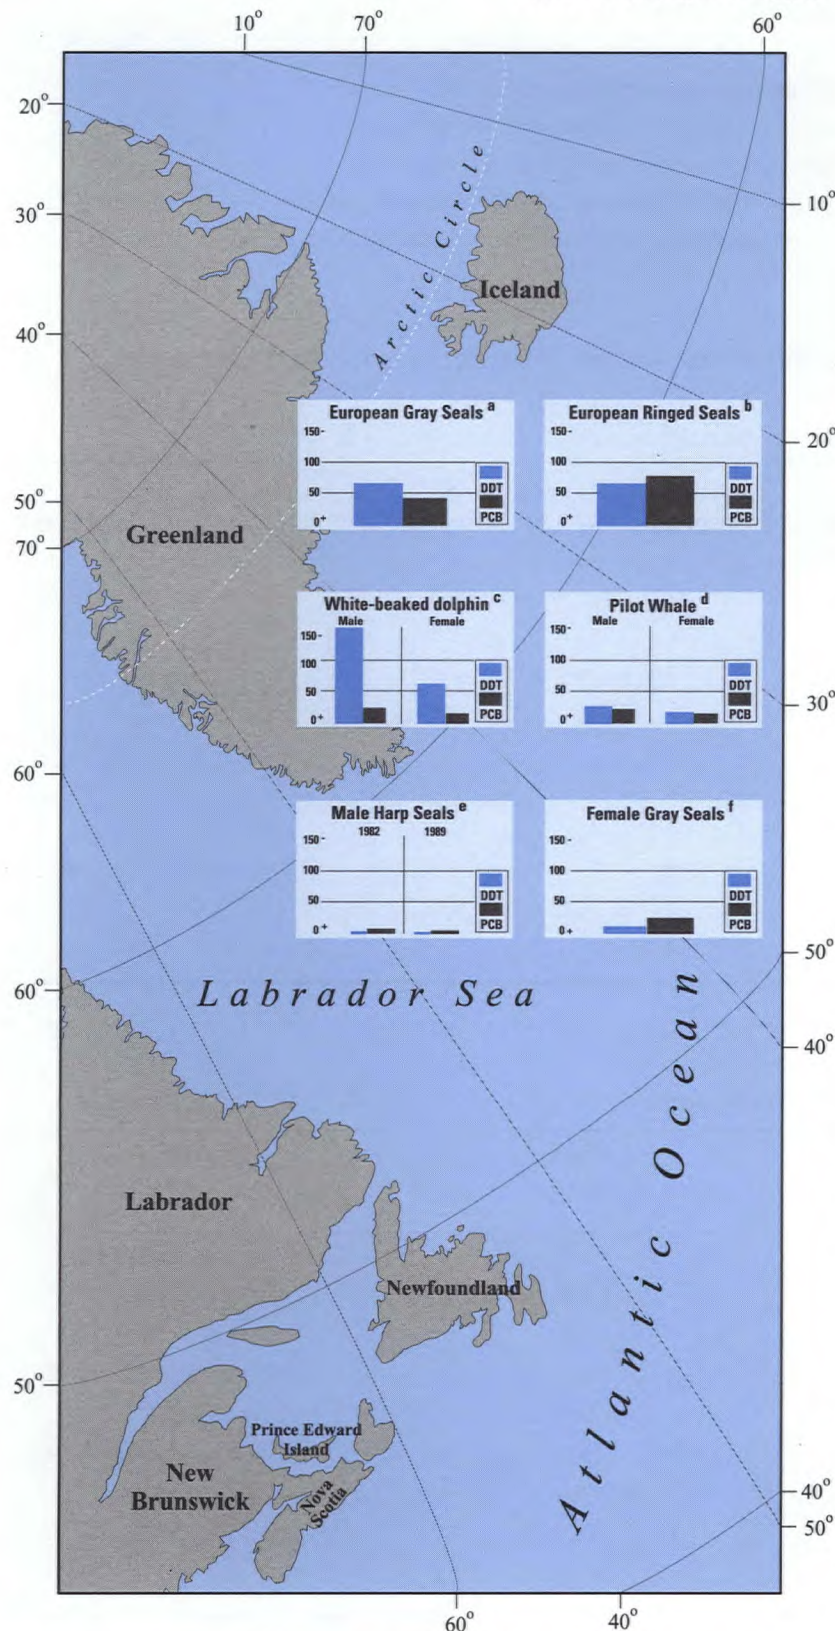 10° 70° 60°
20°
30°
40°
50°
70°
60°
60°
50°
10°
20°
30°
50°
40°
40°
50°
60° 40°
Arctic Circle
Iceland
Greenland
European Gray Seals a
150-
100
50
0+
DDT
PCB
European Ringed Seals b
150-
100
50
0+
DDT
PCB
White-beaked dolphin c
Male Female
150-
100
50
0+
DDT
PCB
Pilot Whale d
Male Female
150-
100
50
0+
DDT
PCB
Male Harp Seals e
1982 1989
150-
100
50
0+
DDT
PCB
Female Gray Seals f
150-
100
50
0+
DDT
PCB
Labrador Sea
Atlantic Ocean
Labrador
Newfoundland
Prince Edward
Island
New
Brunswick
Nova
Scotia